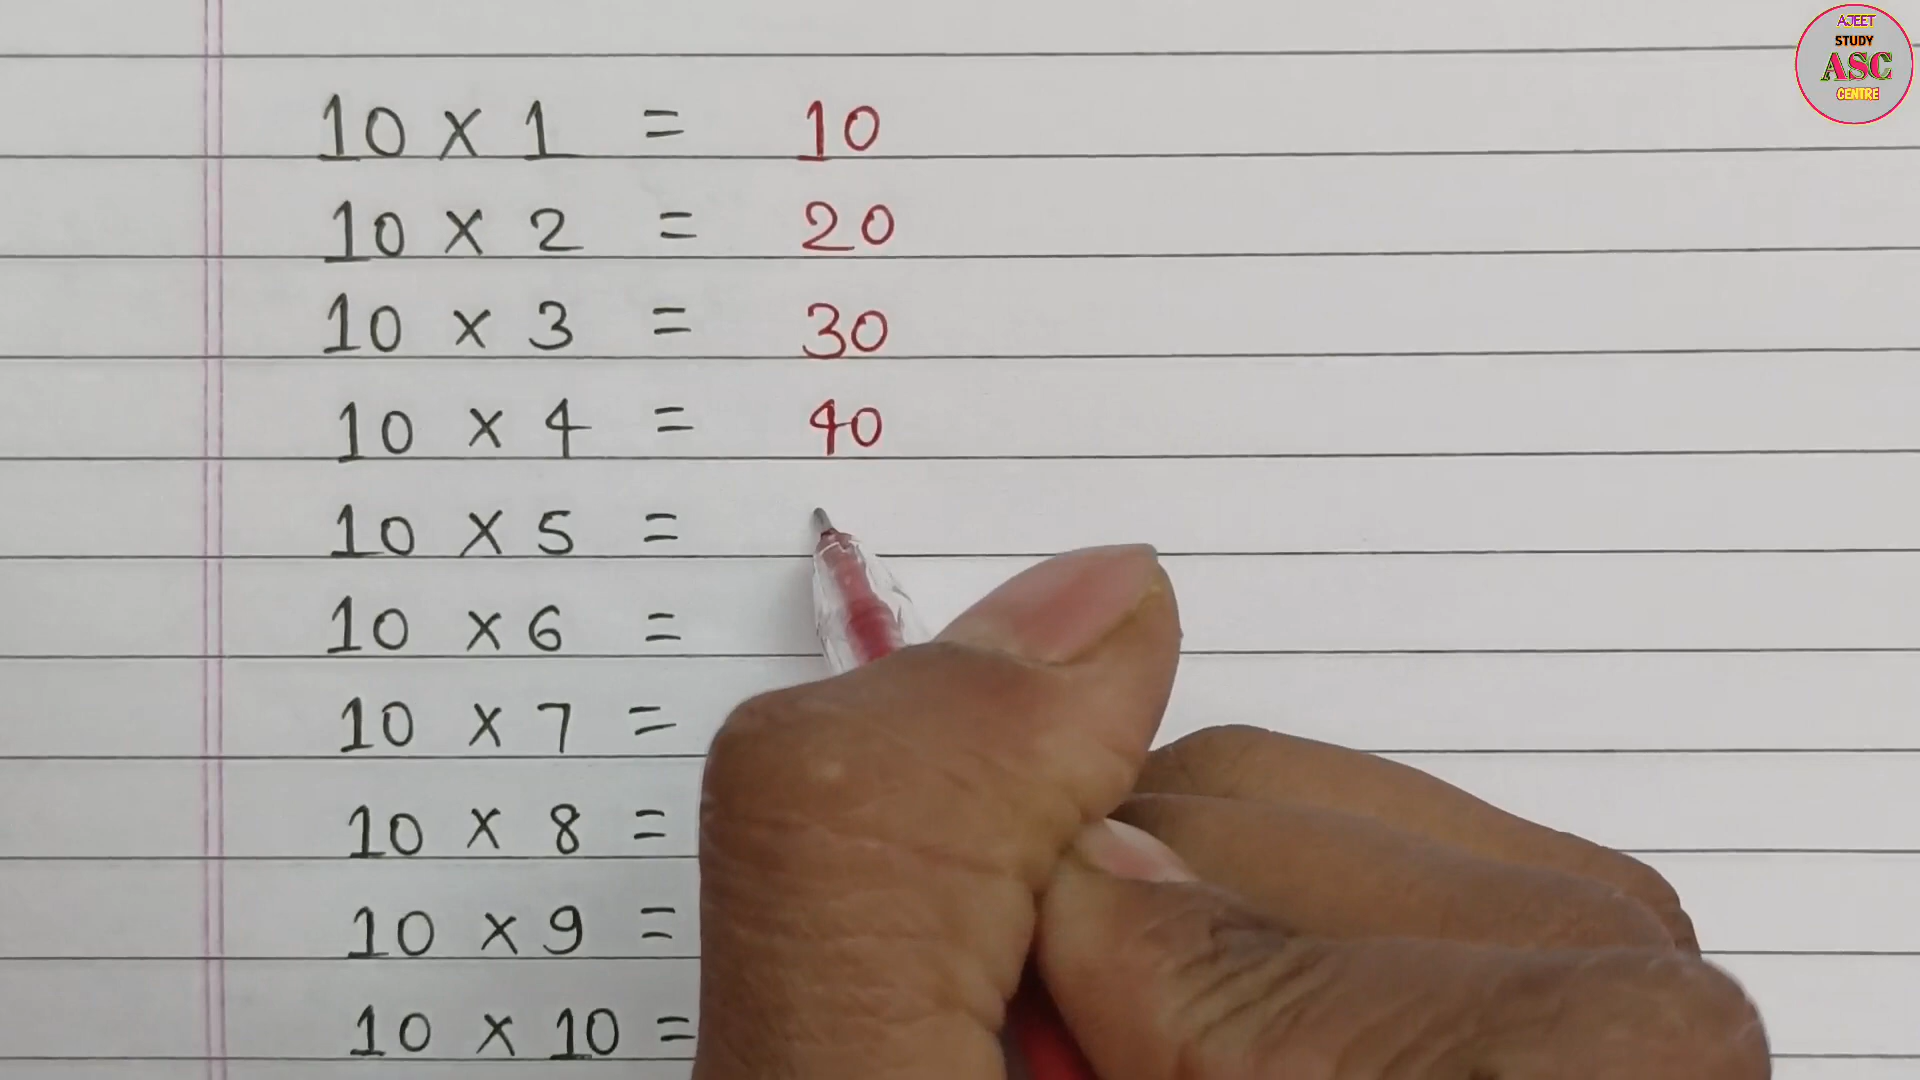 AJEET
STUDY
ASC
CENTRE
10 x 1 = 10
10 x 2 = 20
10 x 3 = 30
10 x 4 = 40
10 x 5 =
10 x 6 =
10 x 7 =
10 x 8 =
10 x 9 =
10 x 10 =